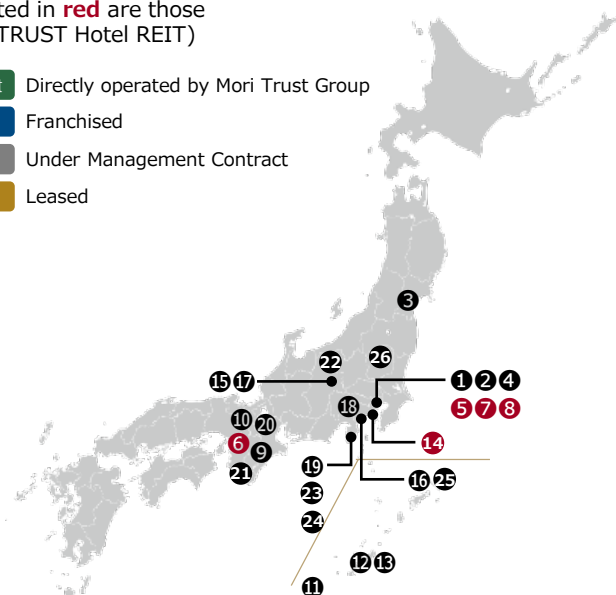 ted in red are those
TRUST Hotel REIT)
Directly operated by Mori Trust Group
Franchised
Under Management Contract
Leased
3
22
26
15 17
1 2 4
18
5 7 8
10 20
6
9
14
21
19
16 25
23
24
12 13
11